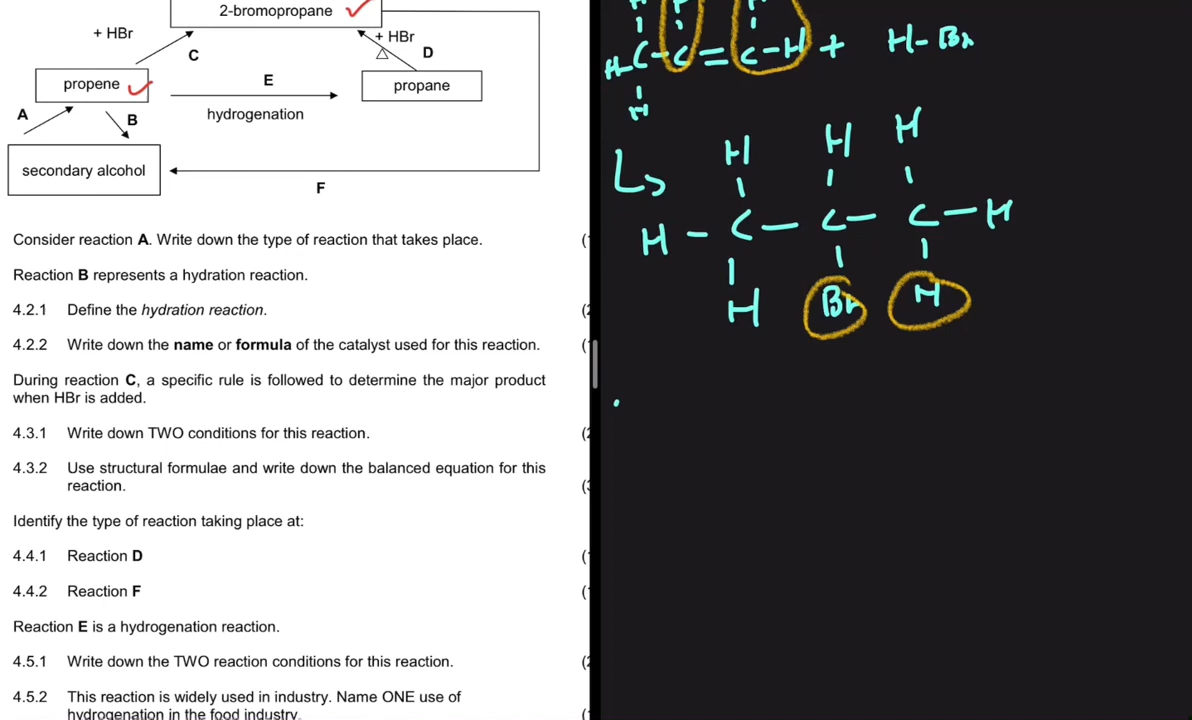 2-bromopropane
+ HBr
+ HBr
C
△
D
propene
E
propane
A
B
hydrogenation
secondary alcohol
F
Consider reaction A. Write down the type of reaction that takes place.
Reaction B represents a hydration reaction.
4.2.1 Define the hydration reaction.
4.2.2 Write down the name or formula of the catalyst used for this reaction.
During reaction C, a specific rule is followed to determine the major product
when HBr is added.
4.3.1 Write down TWO conditions for this reaction.
4.3.2 Use structural formulae and write down the balanced equation for this
reaction.
Identify the type of reaction taking place at:
4.4.1 Reaction D
4.4.2 Reaction F
Reaction E is a hydrogenation reaction.
4.5.1 Write down the TWO reaction conditions for this reaction.
4.5.2 This reaction is widely used in industry. Name ONE use of
hydrogenation in the food industry.
H-C-C=C-H + H-Br
H
H H H
H-C-C-C-H
H Br H